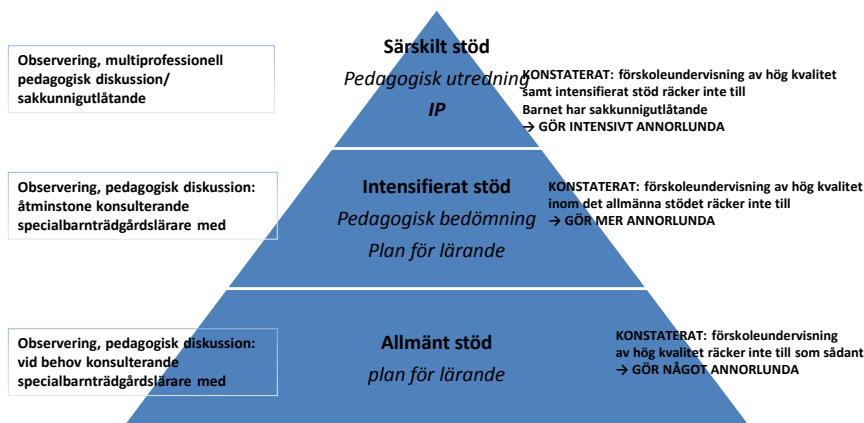 Observering, multiprofessionell
pedagogisk diskussion/
sakkunnigutlåtande
Särskilt stöd
Pedagogisk utredning
IP
KONSTATERAT: förskoleundervisning av hög kvalitet
samt intensifierat stöd räcker inte till
Barnet har sakkunnigutlåtande
→ GÖR INTENSIVT ANNORLUNDA
Observering, pedagogisk diskussion:
åtminstone konsulterande
specialbarnträdgårdslärare med
Intensifierat stöd
Pedagogisk bedömning
Plan för lärande
KONSTATERAT: förskoleundervisning av hög kvalitet
inom det allmänna stödet räcker inte till
→ GÖR MER ANNORLUNDA
Observering, pedagogisk diskussion:
vid behov konsulterande
specialbarnträdgårdslärare med
Allmänt stöd
plan för lärande
KONSTATERAT: förskoleundervisning
av hög kvalitet räcker inte till som sådant
→ GÖR NÅGOT ANNORLUNDA